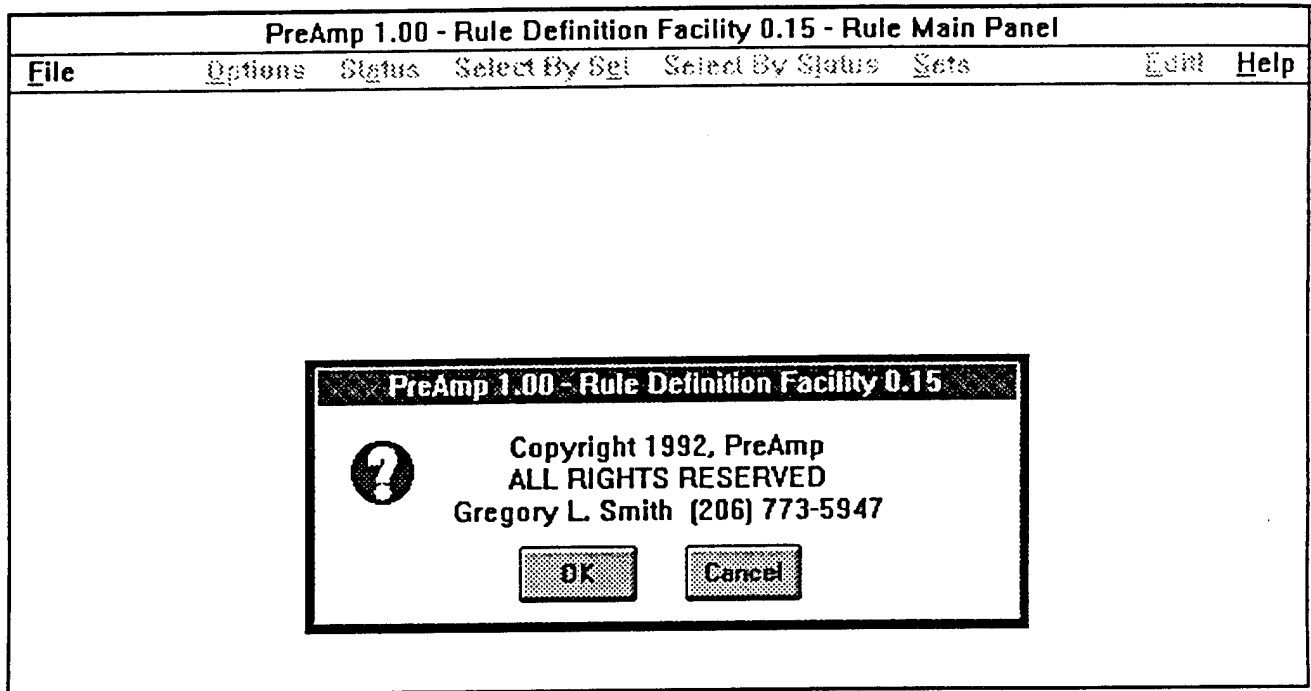 PreAmp 1.00 - Rule Definition Facility 0.15 - Rule Main Panel
File Options Status Select By Set Select By Status Sets Edit Help
PreAmp 1.00 - Rule Definition Facility 0.15
Copyright 1992, PreAmp
ALL RIGHTS RESERVED
Gregory L. Smith (206) 773-5947
OK Cancel